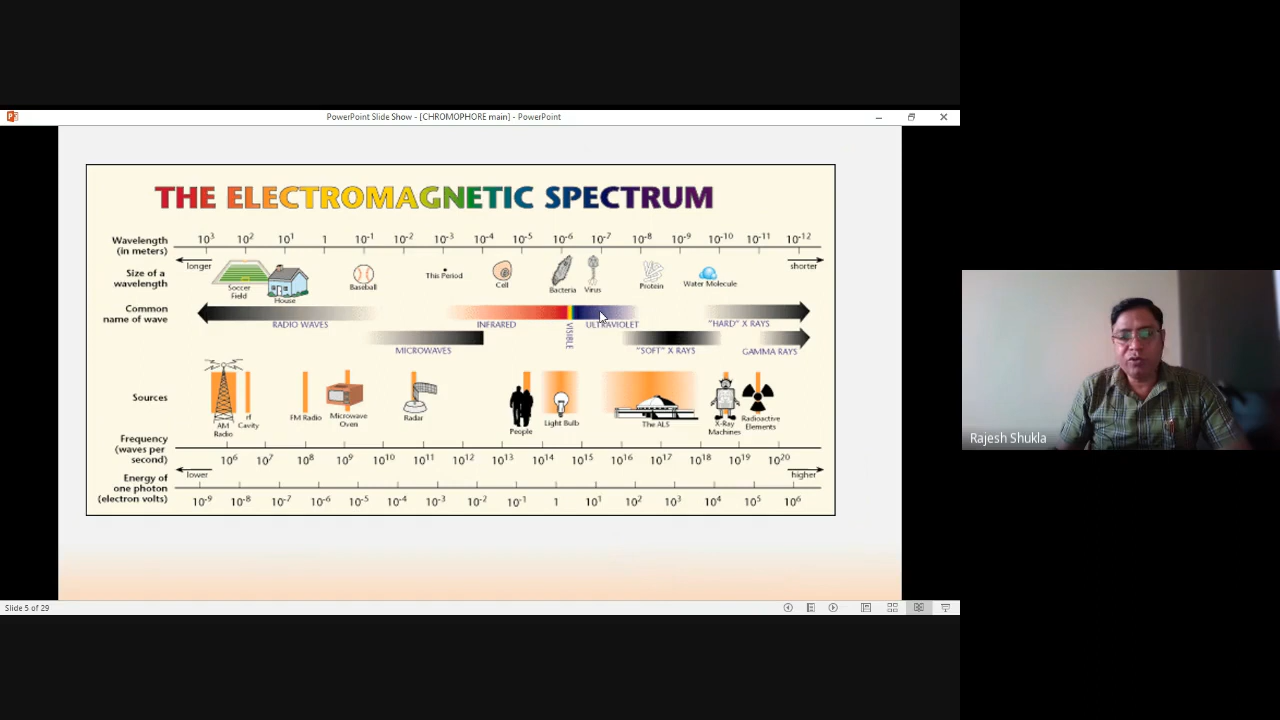 PowerPoint Slide Show - [CHROMOPHORE main] - PowerPoint
THE ELECTROMAGNETIC SPECTRUM
Wavelength
(in meters)
10³ 10² 10¹ 1 10⁻¹ 10⁻² 10⁻³ 10⁻⁴ 10⁻⁵ 10⁻⁶ 10⁻⁷ 10⁻⁸ 10⁻⁹ 10⁻¹⁰ 10⁻¹¹ 10⁻¹²
longer
shorter
Size of a
wavelength
Soccer
Field
House
Baseball
This Period
Cell
Bacteria
Virus
Protein
Water Molecule
Common
name of wave
RADIO WAVES
INFRARED
VISIBLE
ULTRAVIOLET
"HARD" X RAYS
MICROWAVES
"SOFT" X RAYS
GAMMA RAYS
Sources
AM
Radio
rf
Cavity
FM Radio
Microwave
Oven
Radar
People
Light Bulb
The ALS
X-Ray
Machines
Radioactive
Elements
Frequency
(waves per
second)
10⁶ 10⁷ 10⁸ 10⁹ 10¹⁰ 10¹¹ 10¹² 10¹³ 10¹⁴ 10¹⁵ 10¹⁶ 10¹⁷ 10¹⁸ 10¹⁹ 10²⁰
lower
higher
Energy of
one photon
(electron volts)
10⁻⁹ 10⁻⁸ 10⁻⁷ 10⁻⁶ 10⁻⁵ 10⁻⁴ 10⁻³ 10⁻² 10⁻¹ 1 10¹ 10² 10³ 10⁴ 10⁵ 10⁶
Slide 5 of 29
Rajesh Shukla